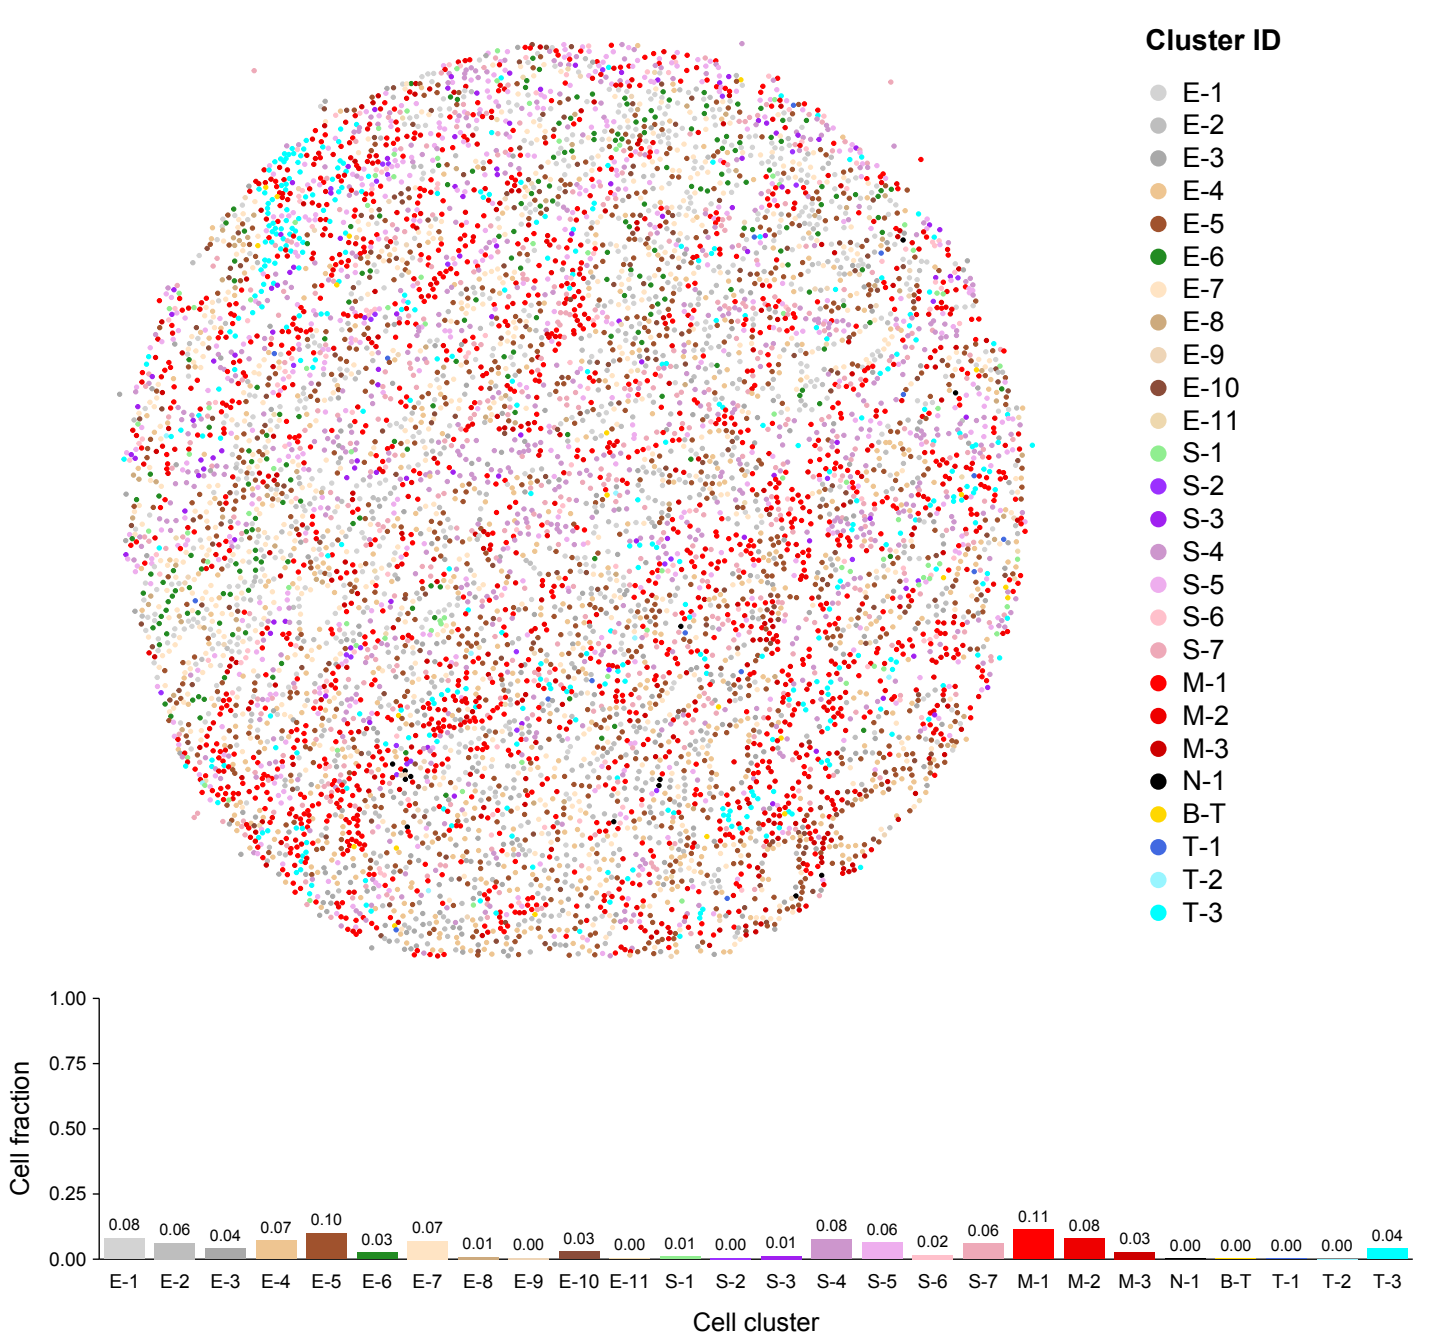 Cluster ID
E-1
E-2
E-3
E-4
E-5
E-6
E-7
E-8
E-9
E-10
E-11
S-1
S-2
S-3
S-4
S-5
S-6
S-7
M-1
M-2
M-3
N-1
B-T
T-1
T-2
T-3
1.00
0.75
0.50
0.25
0.00
Cell fraction
0.08 0.06 0.04 0.07 0.10 0.03 0.07 0.01 0.00 0.03 0.00 0.01 0.00 0.01 0.08 0.06 0.02 0.06 0.11 0.08 0.03 0.00 0.00 0.00 0.00 0.04
E-1 E-2 E-3 E-4 E-5 E-6 E-7 E-8 E-9 E-10 E-11 S-1 S-2 S-3 S-4 S-5 S-6 S-7 M-1 M-2 M-3 N-1 B-T T-1 T-2 T-3
Cell cluster